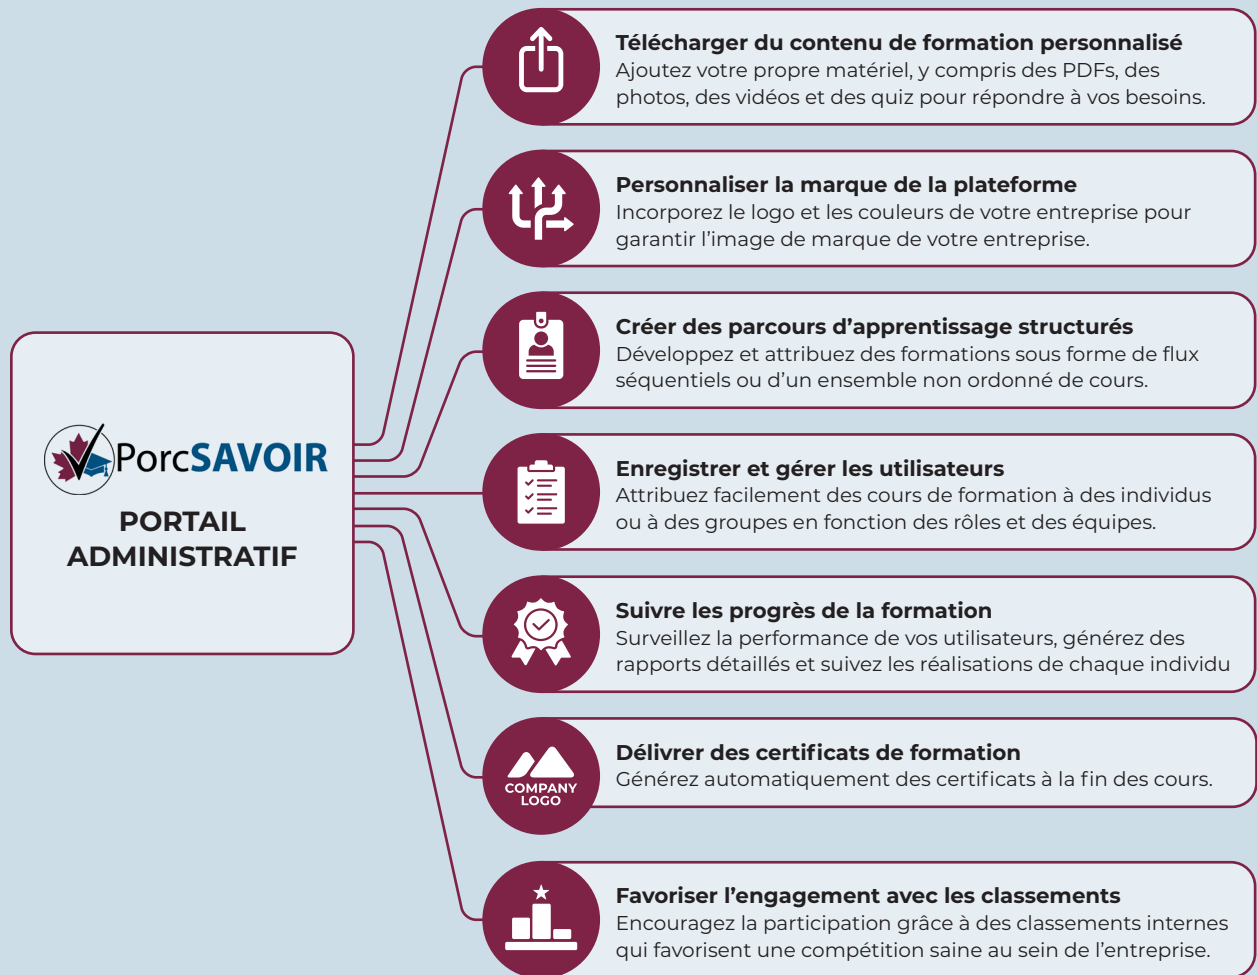 Télécharger du contenu de formation personnalisé
Ajoutez votre propre matériel, y compris des PDFs, des
photos, des vidéos et des quiz pour répondre à vos besoins.
Personnaliser la marque de la plateforme
Incorporez le logo et les couleurs de votre entreprise pour
garantir l’image de marque de votre entreprise.
Créer des parcours d’apprentissage structurés
Développez et attribuez des formations sous forme de flux
séquentiels ou d’un ensemble non ordonné de cours.
PorcSAVOIR
PORTAIL
ADMINISTRATIF
Enregistrer et gérer les utilisateurs
Attribuez facilement des cours de formation à des individus
ou à des groupes en fonction des rôles et des équipes.
Suivre les progrès de la formation
Surveillez la performance de vos utilisateurs, générez des
rapports détaillés et suivez les réalisations de chaque individu
COMPANY
LOGO
Délivrer des certificats de formation
Générez automatiquement des certificats à la fin des cours.
Favoriser l’engagement avec les classements
Encouragez la participation grâce à des classements internes
qui favorisent une compétition saine au sein de l’entreprise.